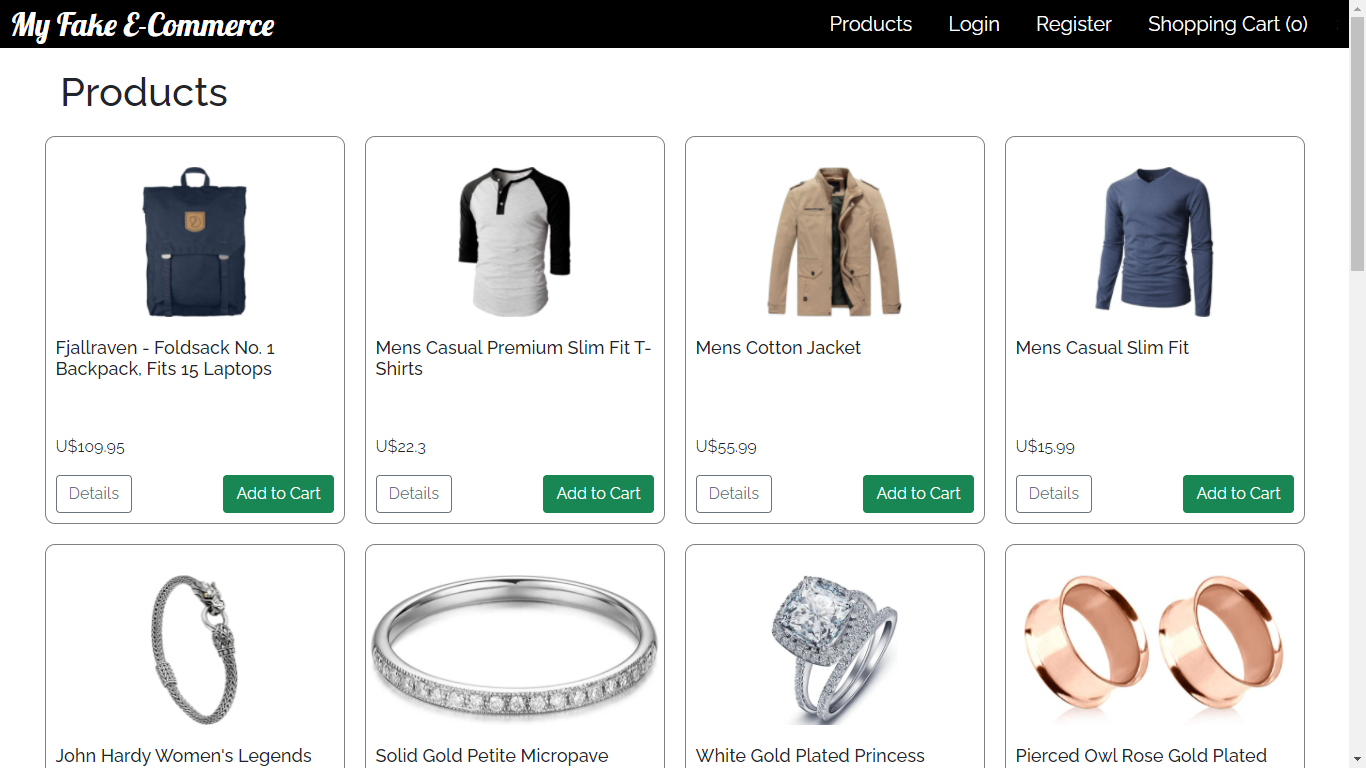 My Fake E-Commerce
Products
Login
Register
Shopping Cart (0)
Products
Fjallraven - Foldsack No. 1
Backpack, Fits 15 Laptops
U$109.95
Details
Add to Cart
Mens Casual Premium Slim Fit T-
Shirts
U$22.3
Details
Add to Cart
Mens Cotton Jacket
U$55.99
Details
Add to Cart
Mens Casual Slim Fit
U$15.99
Details
Add to Cart
John Hardy Women's Legends
Solid Gold Petite Micropave
White Gold Plated Princess
Pierced Owl Rose Gold Plated